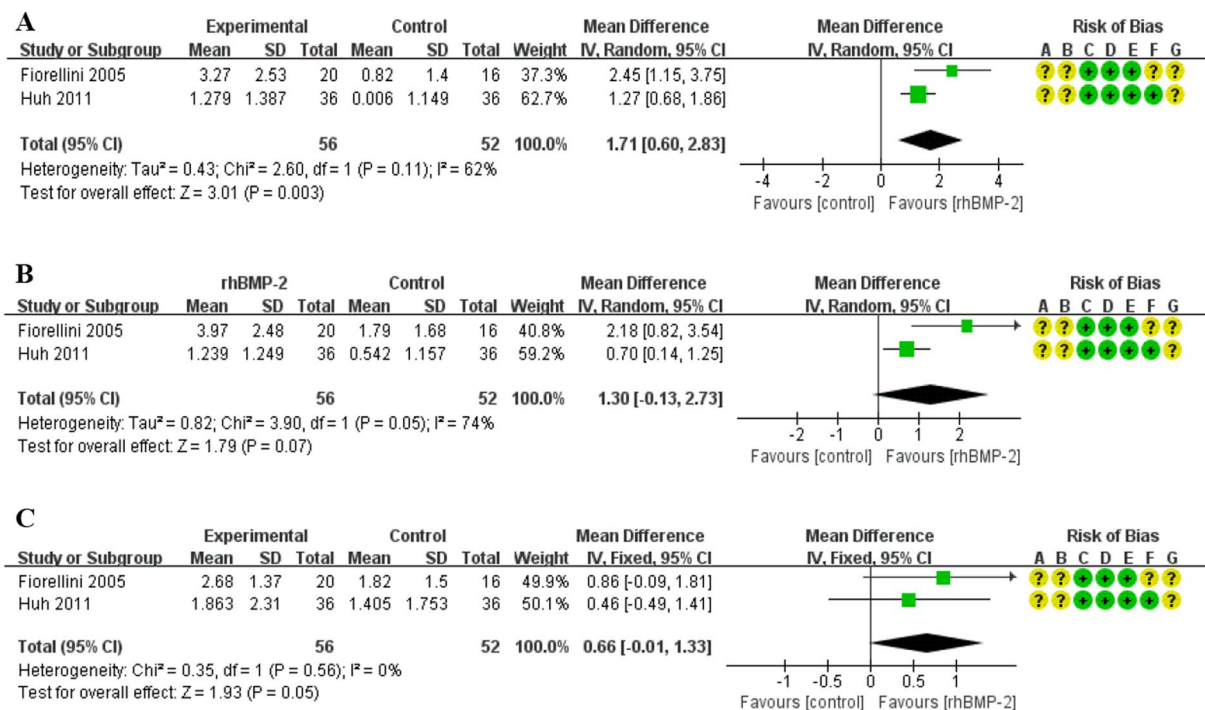 A
Experimental Control Mean Difference Mean Difference Risk of Bias
Study or Subgroup Mean SD Total Mean SD Total Weight IV, Random, 95% CI IV, Random, 95% CI A B C D E F G
Fiorellini 2005 3.27 2.53 20 0.82 1.4 16 37.3% 2.45 [1.15, 3.75] ? ? + + + ? ?
Huh 2011 1.279 1.387 36 0.006 1.149 36 62.7% 1.27 [0.68, 1.86] ? ? + + + + ?
Total (95% CI) 56 52 100.0% 1.71 [0.60, 2.83]
Heterogeneity: Tau² = 0.43; Chi² = 2.60, df = 1 (P = 0.11); I² = 62%
Test for overall effect: Z = 3.01 (P = 0.003)
-4 -2 0 2 4
Favours [control] Favours [rhBMP-2]
B
rhBMP-2 Control Mean Difference Mean Difference Risk of Bias
Study or Subgroup Mean SD Total Mean SD Total Weight IV, Random, 95% CI IV, Random, 95% CI A B C D E F G
Fiorellini 2005 3.97 2.48 20 1.79 1.68 16 40.8% 2.18 [0.82, 3.54] ? ? + + + ? ?
Huh 2011 1.239 1.249 36 0.542 1.157 36 59.2% 0.70 [0.14, 1.25] ? ? + + + + ?
Total (95% CI) 56 52 100.0% 1.30 [-0.13, 2.73]
Heterogeneity: Tau² = 0.82; Chi² = 3.90, df = 1 (P = 0.05); I² = 74%
Test for overall effect: Z = 1.79 (P = 0.07)
-2 -1 0 1 2
Favours [control] Favours [rhBMP-2]
C
Experimental Control Mean Difference Mean Difference Risk of Bias
Study or Subgroup Mean SD Total Mean SD Total Weight IV, Fixed, 95% CI IV, Fixed, 95% CI A B C D E F G
Fiorellini 2005 2.68 1.37 20 1.82 1.5 16 49.9% 0.86 [-0.09, 1.81] ? ? + + + ? ?
Huh 2011 1.863 2.31 36 1.405 1.753 36 50.1% 0.46 [-0.49, 1.41] ? ? + + + + ?
Total (95% CI) 56 52 100.0% 0.66 [-0.01, 1.33]
Heterogeneity: Chi² = 0.35, df = 1 (P = 0.56); I² = 0%
Test for overall effect: Z = 1.93 (P = 0.05)
-1 -0.5 0 0.5 1
Favours [control] Favours [rhBMP-2]